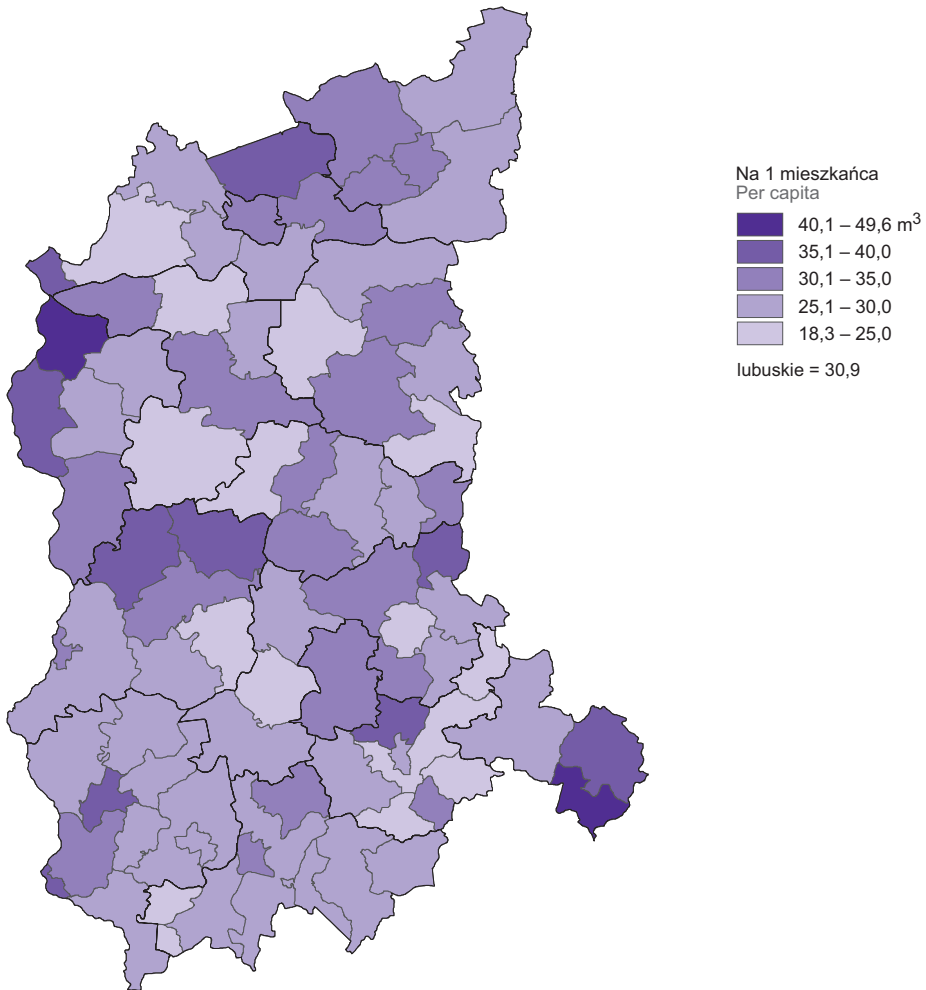 Na 1 mieszkańca
Per capita
40,1 – 49,6 m³
35,1 – 40,0
30,1 – 35,0
25,1 – 30,0
18,3 – 25,0
lubuskie = 30,9